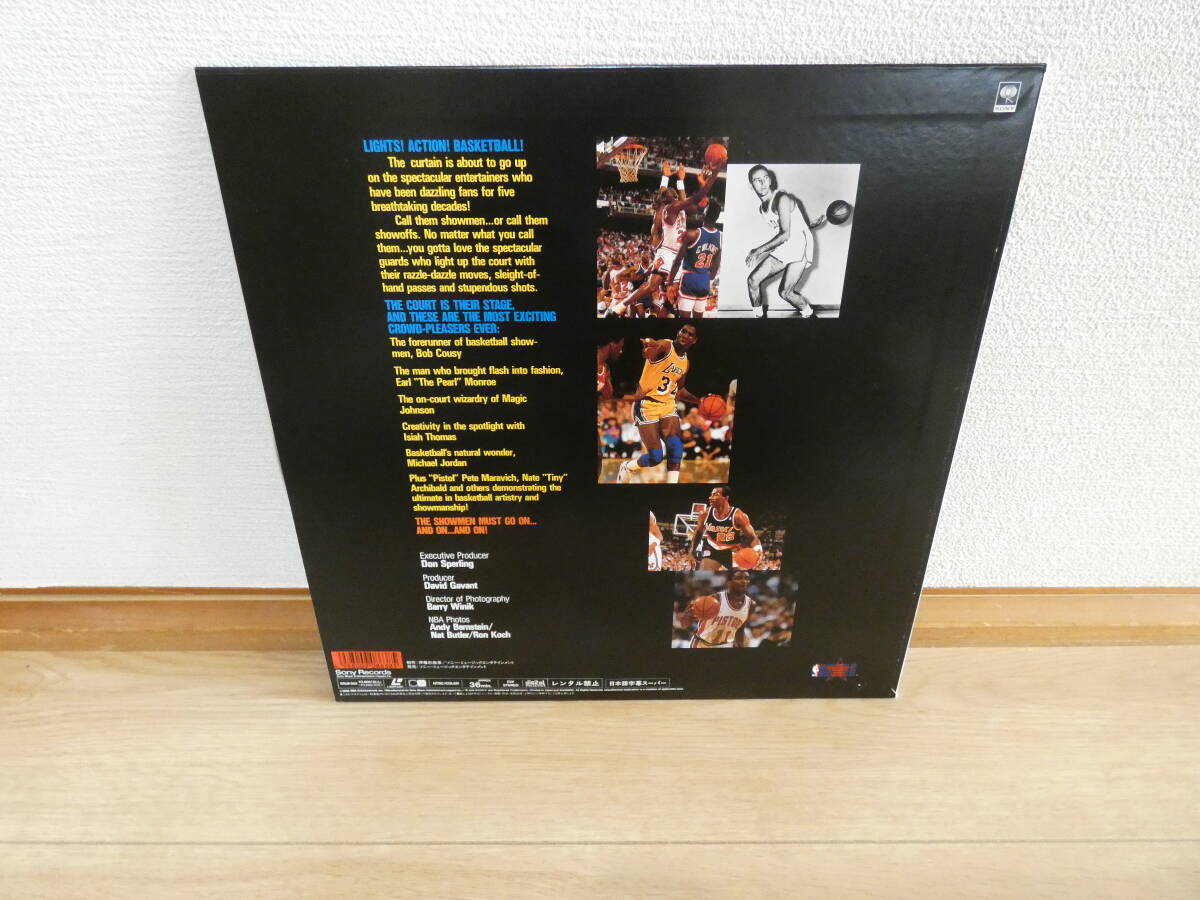 SONY
LIGHTS! ACTION! BASKETBALL!
The curtain is about to go up
on the spectacular entertainers who
have been dazzling fans for five
breathtaking decades!
Call them showmen...or call them
showoffs. No matter what you call
them...you gotta love the spectacular
guards who light up the court with
their razzle-dazzle moves, sleight-of-
hand passes and stupendous shots.
THE COURT IS THEIR STAGE,
AND THESE ARE THE MOST EXCITING
CROWD-PLEASERS EVER:
The forerunner of basketball show-
men, Bob Cousy
The man who brought flash into fashion,
Earl "The Pearl" Monroe
The on-court wizardry of Magic
Johnson
Creativity in the spotlight with
Isiah Thomas
Basketball's natural wonder,
Michael Jordan
Plus "Pistol" Pete Maravich, Nate "Tiny"
Archibald and others demonstrating the
ultimate in basketball artistry and
showmanship!
THE SHOWMEN MUST GO ON...
AND ON...AND ON!
Executive Producer
Don Sperling
Producer
David Gavant
Director of Photography
Barry Winik
NBA Photos
Andy Bernstein/
Nat Butler/Ron Koch
21
PISTO
Sony Records
36min. STEREO digital レンタル禁止 日本語字幕スーパー